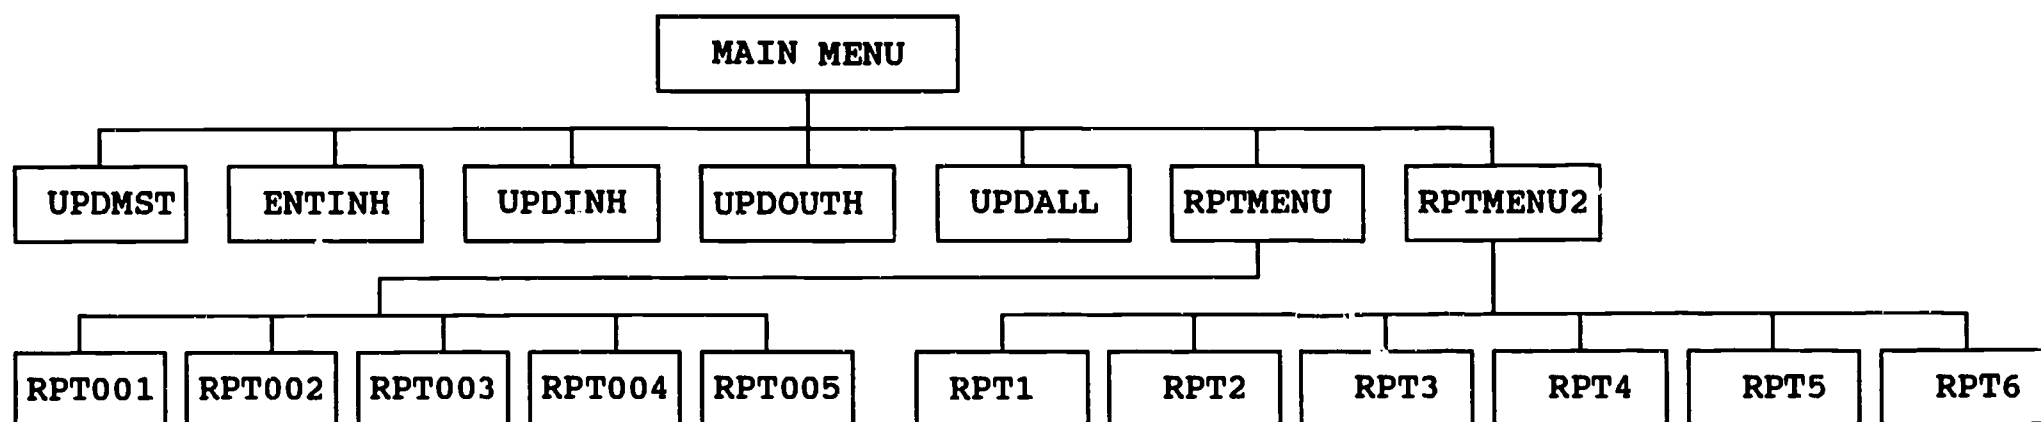 MAIN MENU
UPDMST ENTINH UPDINH UPDOUTH UPDALL RPTMENU RPTMENU2
RPT001 RPT002 RPT003 RPT004 RPT005 RPT1 RPT2 RPT3 RPT4 RPT5 RPT6